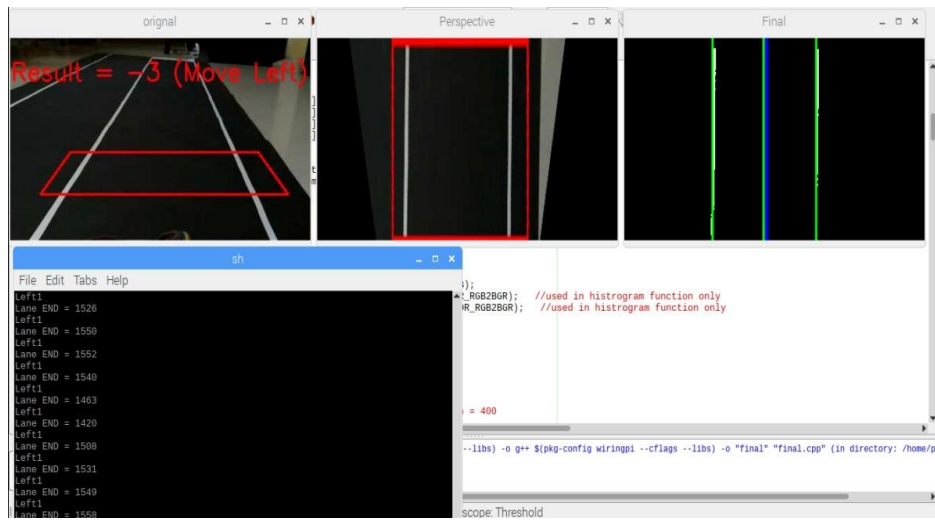 orignal
Perspective
Final
Result = -3 (Move Left)
sh
File Edit Tabs Help
Left1
Lane END = 1526
Left1
Lane END = 1550
Left1
Lane END = 1552
Left1
Lane END = 1540
Left1
Lane END = 1463
Left1
Lane END = 1420
Left1
Lane END = 1508
Left1
Lane END = 1531
Left1
Lane END = 1549
Left1
Lane END = 1558
);
_RGB2BGR); //used in histrogram function only
R_RGB2BGR); //used in histrogram function only
= 400
--libs) -o g++ $(pkg-config wiringpi --cflags --libs) -o "final" "final.cpp" (in directory: /home/p
scope: Threshold